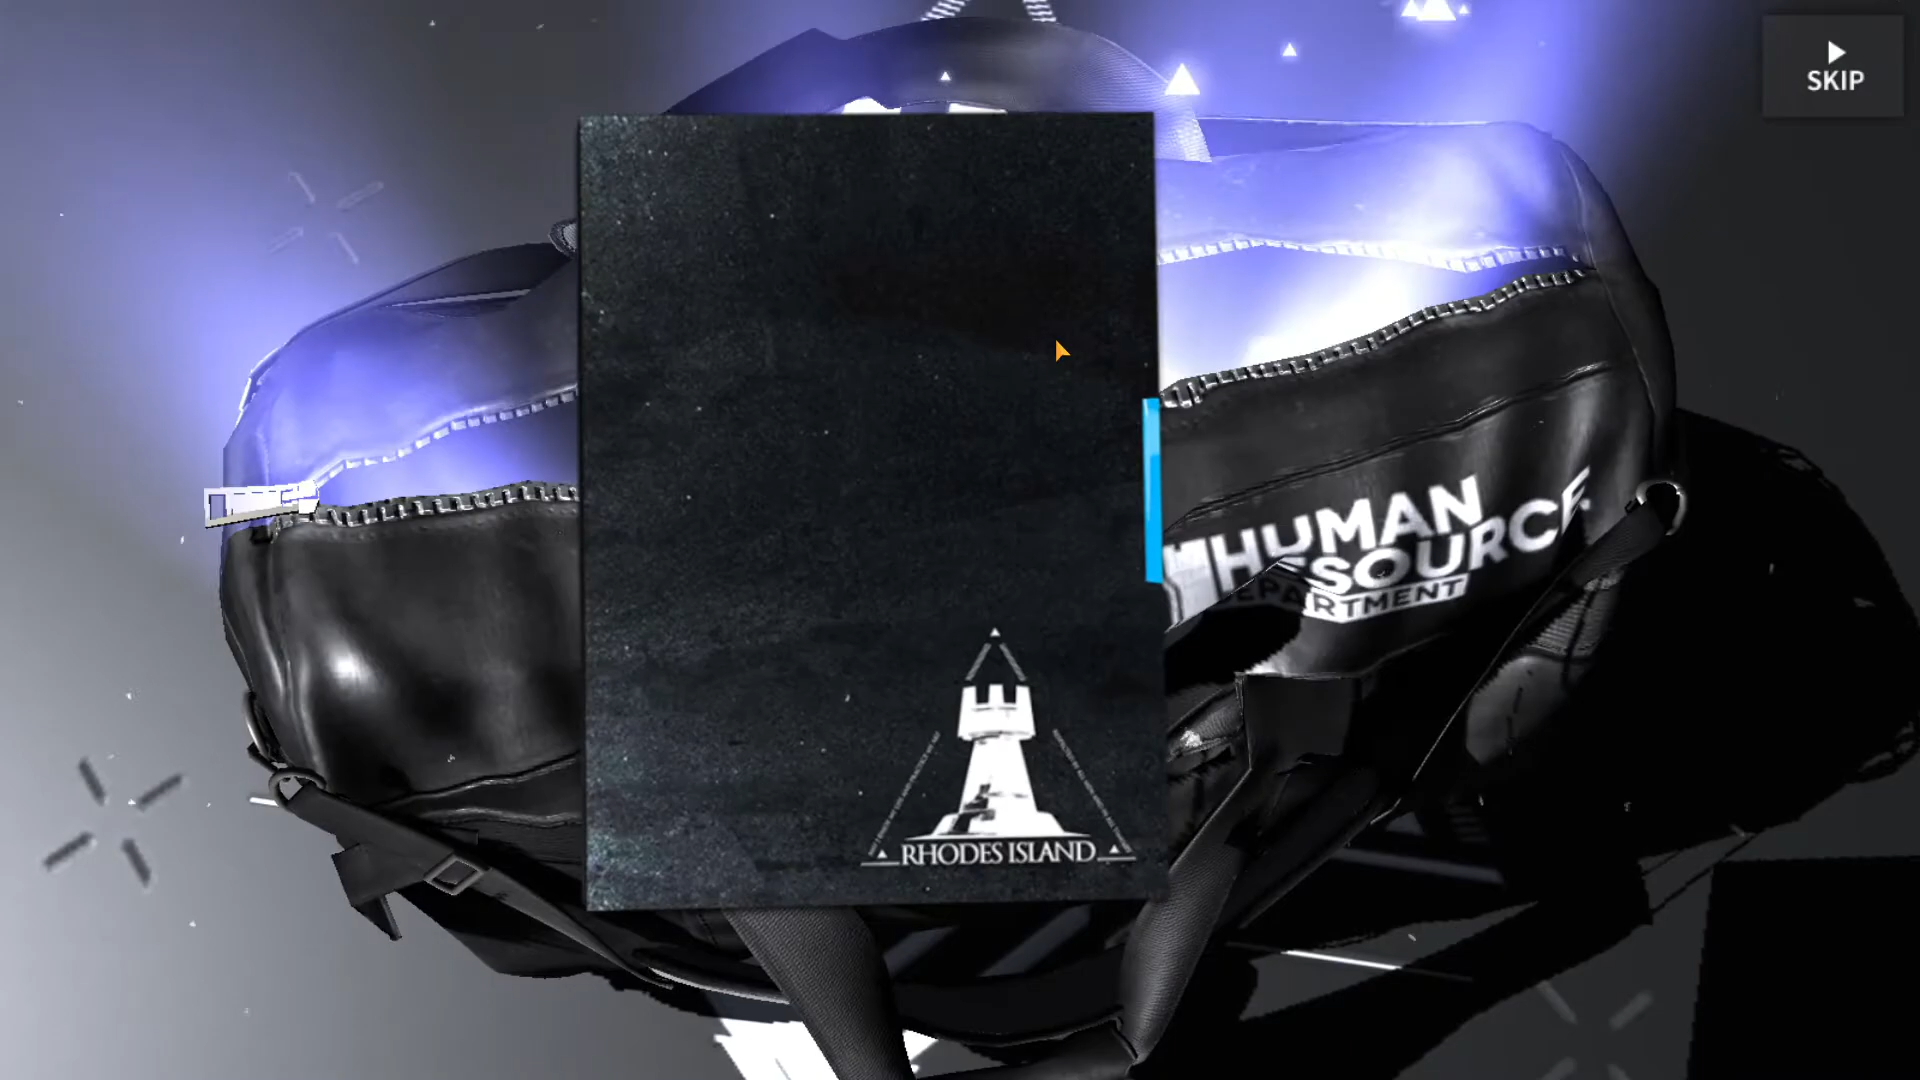 SKIP
HUMAN
RESOURCE
DEPARTMENT
RHODES ISLAND